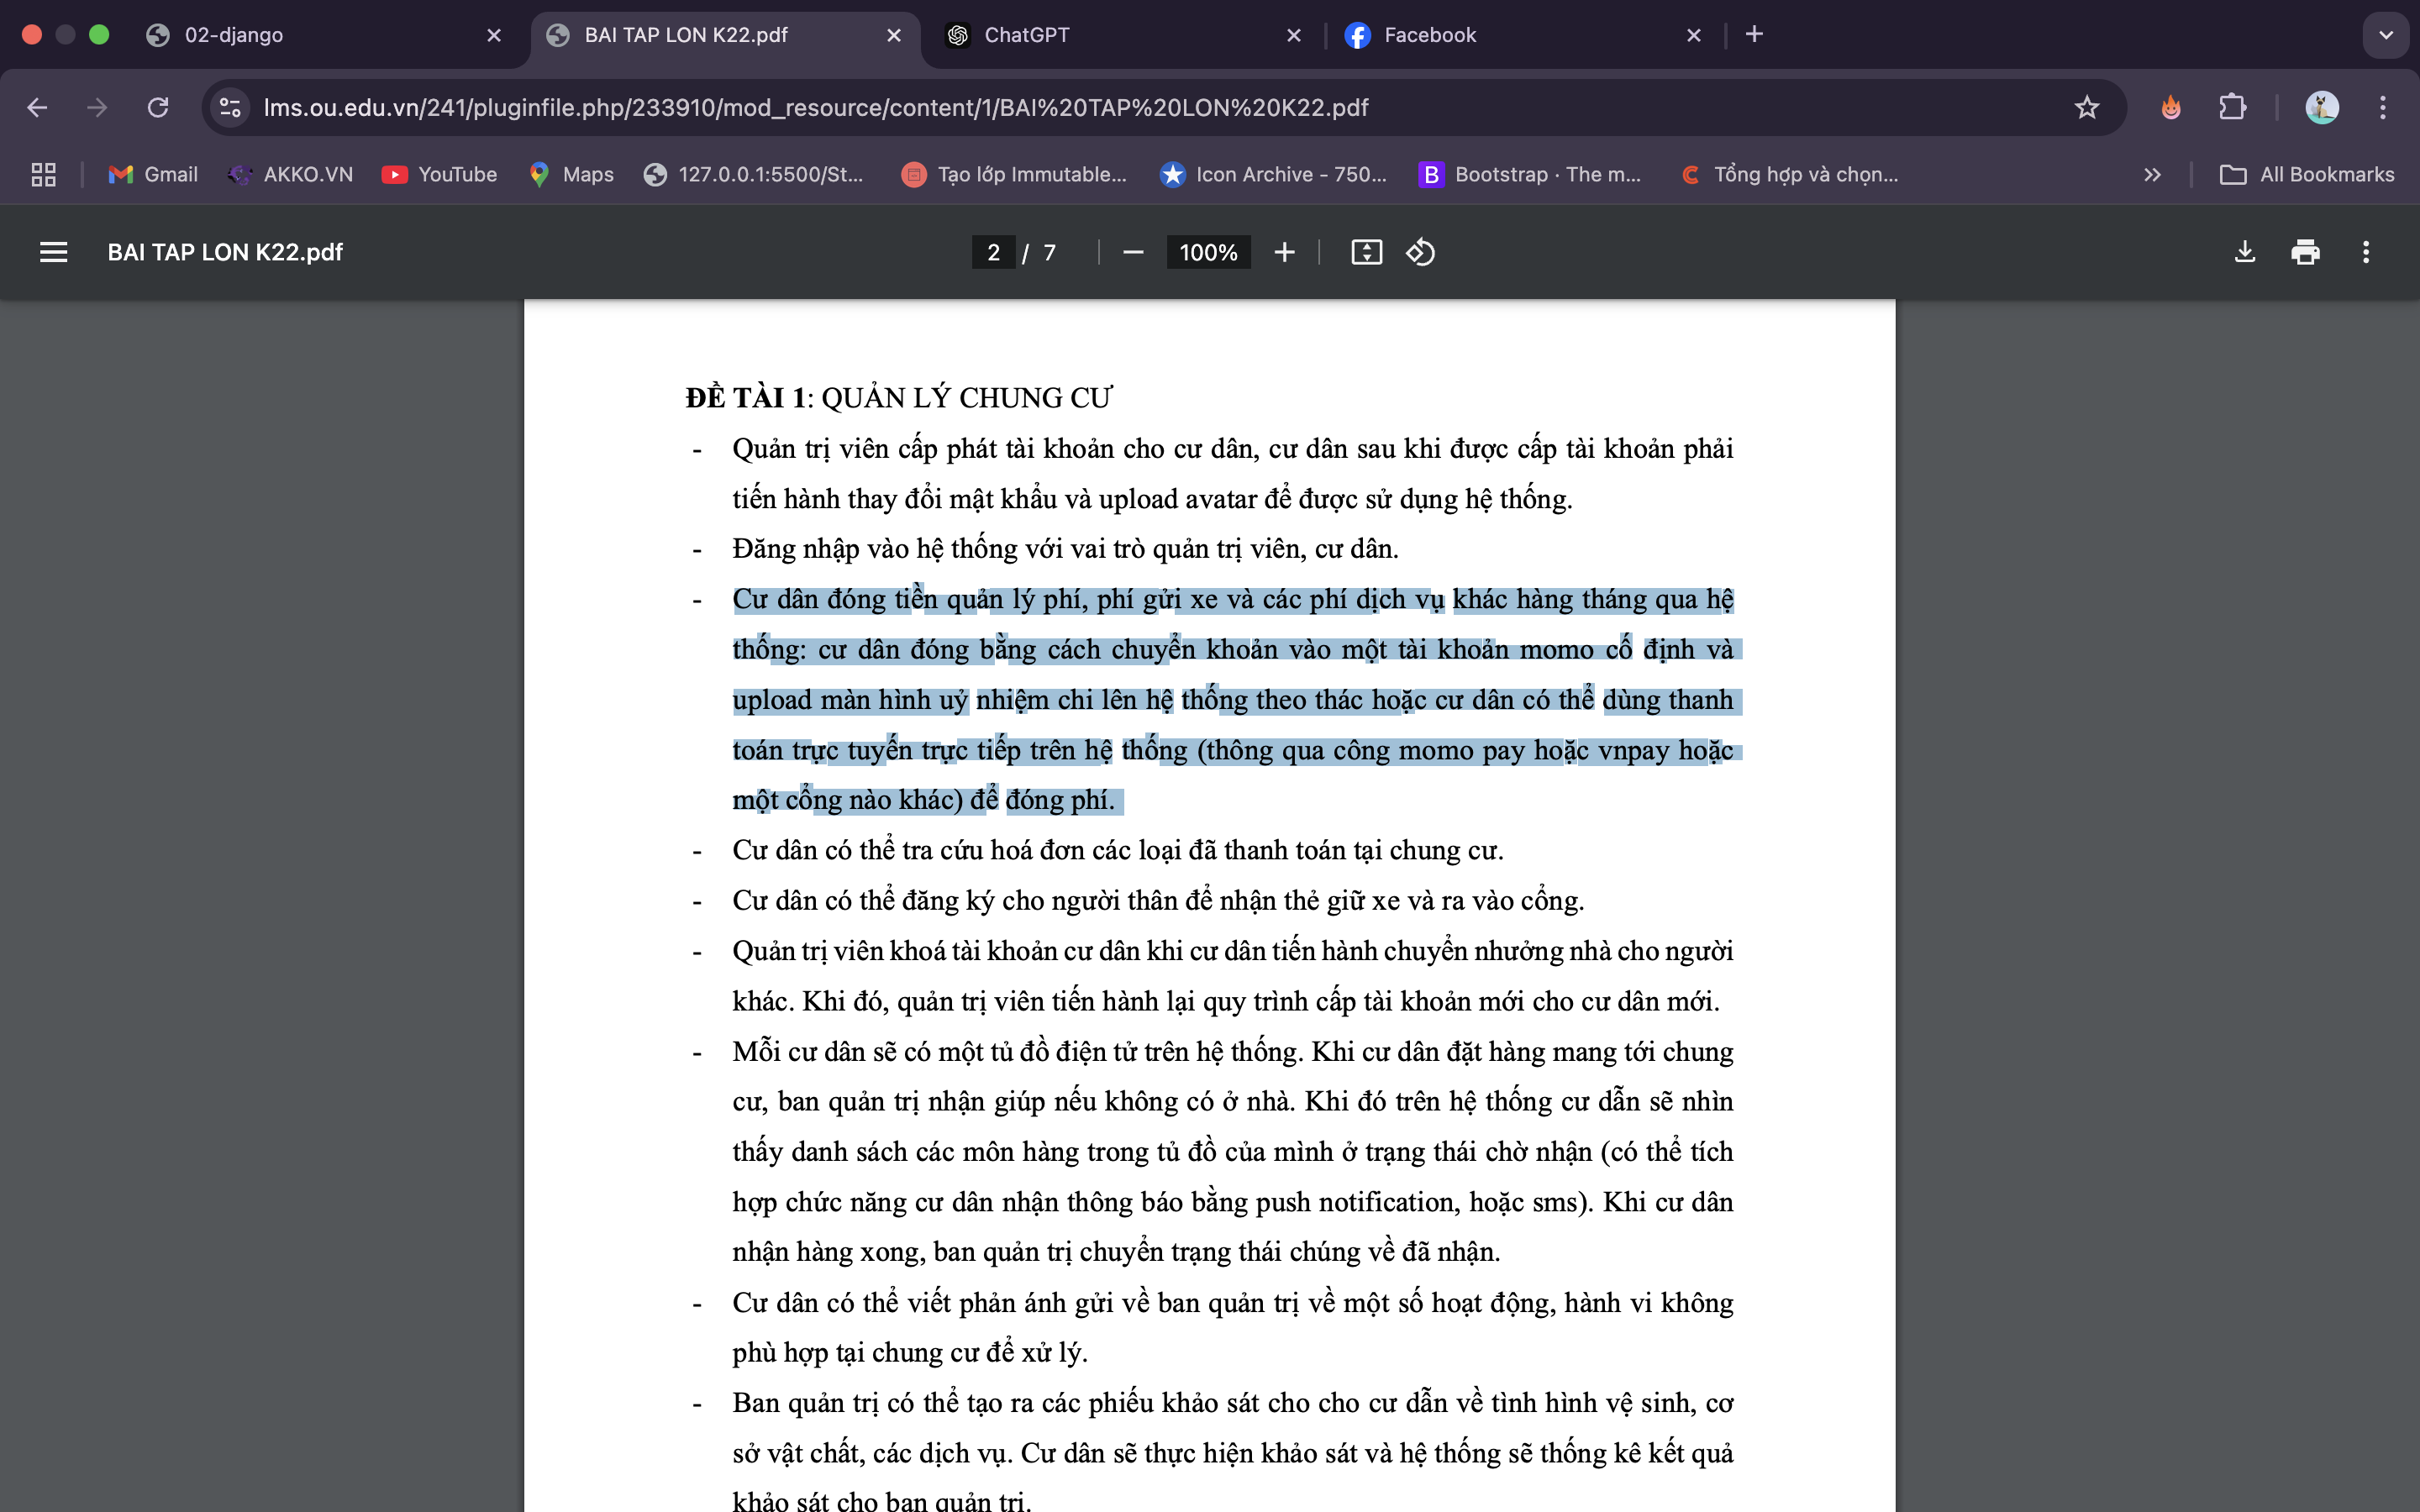 02-django
BAI TAP LON K22.pdf
ChatGPT
Facebook
lms.ou.edu.vn/241/pluginfile.php/233910/mod_resource/content/1/BAI%20TAP%20LON%20K22.pdf
Gmail
AKKO.VN
YouTube
Maps
127.0.0.1:5500/St...
Tạo lớp Immutable...
Icon Archive - 750...
B Bootstrap · The m...
Tổng hợp và chọn...
All Bookmarks
BAI TAP LON K22.pdf
2 / 7
100%
ĐỀ TÀI 1: QUẢN LÝ CHUNG CƯ
- Quản trị viên cấp phát tài khoản cho cư dân, cư dân sau khi được cấp tài khoản phải
tiến hành thay đổi mật khẩu và upload avatar để được sử dụng hệ thống.
- Đăng nhập vào hệ thống với vai trò quản trị viên, cư dân.
- Cư dân đóng tiền quản lý phí, phí gửi xe và các phí dịch vụ khác hàng tháng qua hệ
thống: cư dân đóng bằng cách chuyển khoản vào một tài khoản momo cố định và
upload màn hình uỷ nhiệm chi lên hệ thống theo thác hoặc cư dân có thể dùng thanh
toán trực tuyến trực tiếp trên hệ thống (thông qua công momo pay hoặc vnpay hoặc
một cổng nào khác) để đóng phí.
- Cư dân có thể tra cứu hoá đơn các loại đã thanh toán tại chung cư.
- Cư dân có thể đăng ký cho người thân để nhận thẻ giữ xe và ra vào cổng.
- Quản trị viên khoá tài khoản cư dân khi cư dân tiến hành chuyển nhưởng nhà cho người
khác. Khi đó, quản trị viên tiến hành lại quy trình cấp tài khoản mới cho cư dân mới.
- Mỗi cư dân sẽ có một tủ đồ điện tử trên hệ thống. Khi cư dân đặt hàng mang tới chung
cư, ban quản trị nhận giúp nếu không có ở nhà. Khi đó trên hệ thống cư dẫn sẽ nhìn
thấy danh sách các môn hàng trong tủ đồ của mình ở trạng thái chờ nhận (có thể tích
hợp chức năng cư dân nhận thông báo bằng push notification, hoặc sms). Khi cư dân
nhận hàng xong, ban quản trị chuyển trạng thái chúng về đã nhận.
- Cư dân có thể viết phản ánh gửi về ban quản trị về một số hoạt động, hành vi không
phù hợp tại chung cư để xử lý.
- Ban quản trị có thể tạo ra các phiếu khảo sát cho cho cư dẫn về tình hình vệ sinh, cơ
sở vật chất, các dịch vụ. Cư dân sẽ thực hiện khảo sát và hệ thống sẽ thống kê kết quả
khảo sát cho ban quản trị.